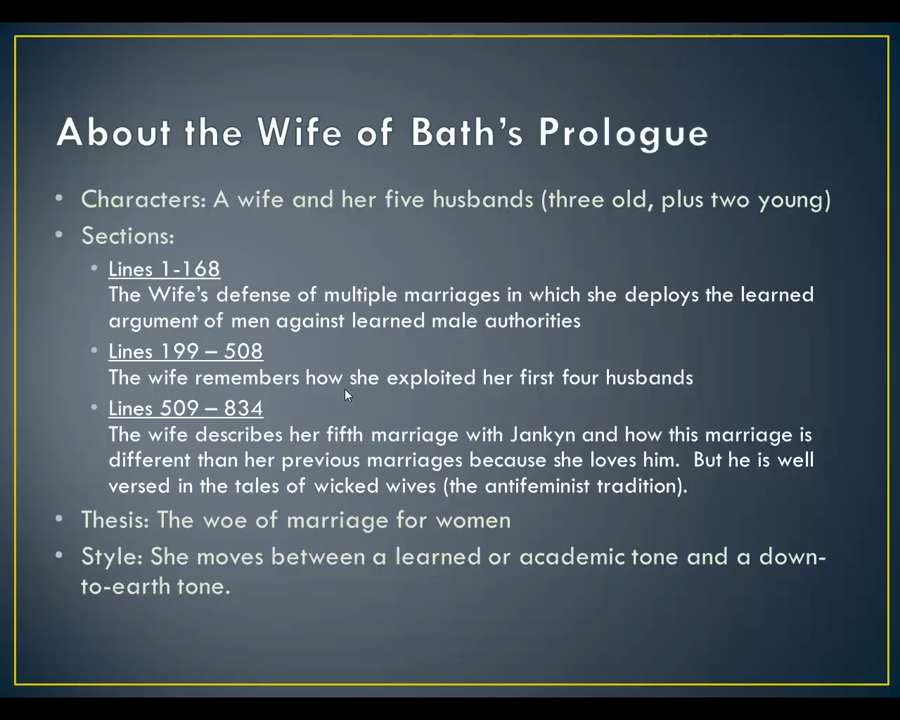 About the Wife of Bath's Prologue
• Characters: A wife and her five husbands (three old, plus two young)
• Sections:
• Lines 1-168
The Wife's defense of multiple marriages in which she deploys the learned
argument of men against learned male authorities
• Lines 199 – 508
The wife remembers how she exploited her first four husbands
• Lines 509 – 834
The wife describes her fifth marriage with Jankyn and how this marriage is
different than her previous marriages because she loves him.  But he is well
versed in the tales of wicked wives (the antifeminist tradition).
• Thesis: The woe of marriage for women
• Style: She moves between a learned or academic tone and a down-
to-earth tone.